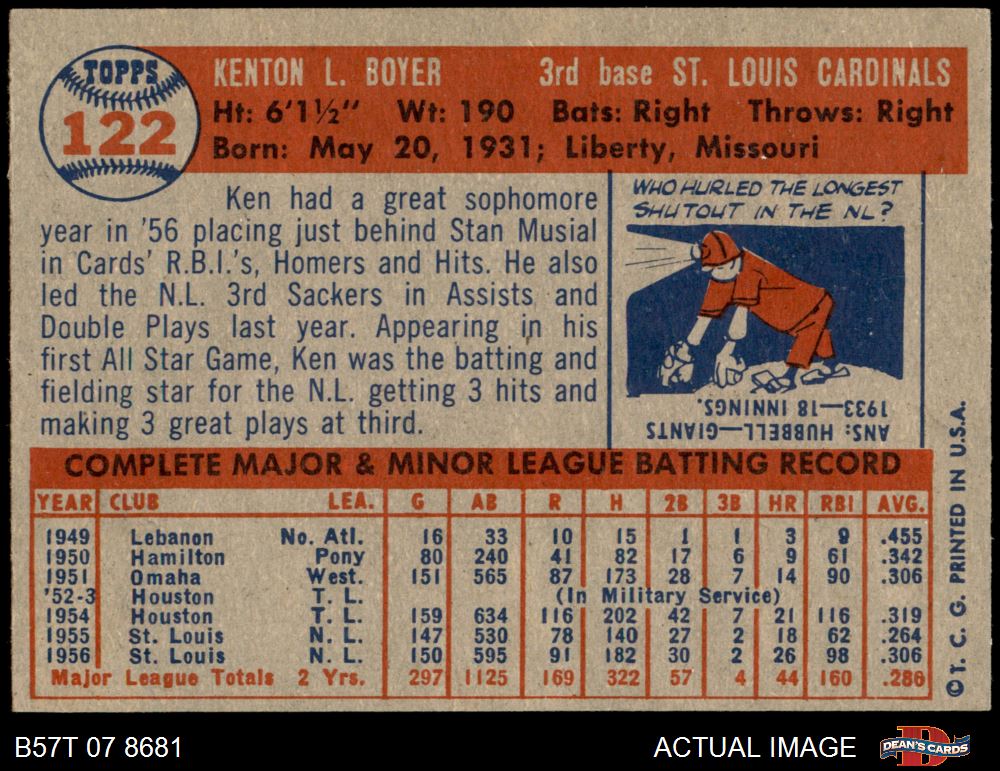 TOPPS
122
KENTON L. BOYER 3rd base ST. LOUIS CARDINALS
Ht: 6'1½" Wt: 190 Bats: Right Throws: Right
Born: May 20, 1931; Liberty, Missouri
Ken had a great sophomore
year in '56 placing just behind Stan Musial
in Cards' R.B.I.'s, Homers and Hits. He also
led the N.L. 3rd Sackers in Assists and
Double Plays last year. Appearing in his
first All Star Game, Ken was the batting and
fielding star for the N.L. getting 3 hits and
making 3 great plays at third.
WHO HURLED THE LONGEST
SHUTOUT IN THE NL?
ANS: HUBBELL—GIANTS
1933—18 INNINGS.
COMPLETE MAJOR & MINOR LEAGUE BATTING RECORD
YEAR CLUB LEA. G AB R H 2B 3B HR RBI AVG.
1949 Lebanon No. Atl. 16 33 10 15 1 1 3 9 .455
1950 Hamilton Pony 80 240 41 82 17 6 9 61 .342
1951 Omaha West. 151 565 87 173 28 7 14 90 .306
'52-3 Houston T. L. (In Military Service)
1954 Houston T. L. 159 634 116 202 42 7 21 116 .319
1955 St. Louis N. L. 147 530 78 140 27 2 18 62 .264
1956 St. Louis N. L. 150 595 91 182 30 2 26 98 .306
Major League Totals 2 Yrs. 297 1125 169 322 57 4 44 160 .286
©T. C. G. PRINTED IN U.S.A.
B57T 07 8681
ACTUAL IMAGE
D
DEAN'S CARDS